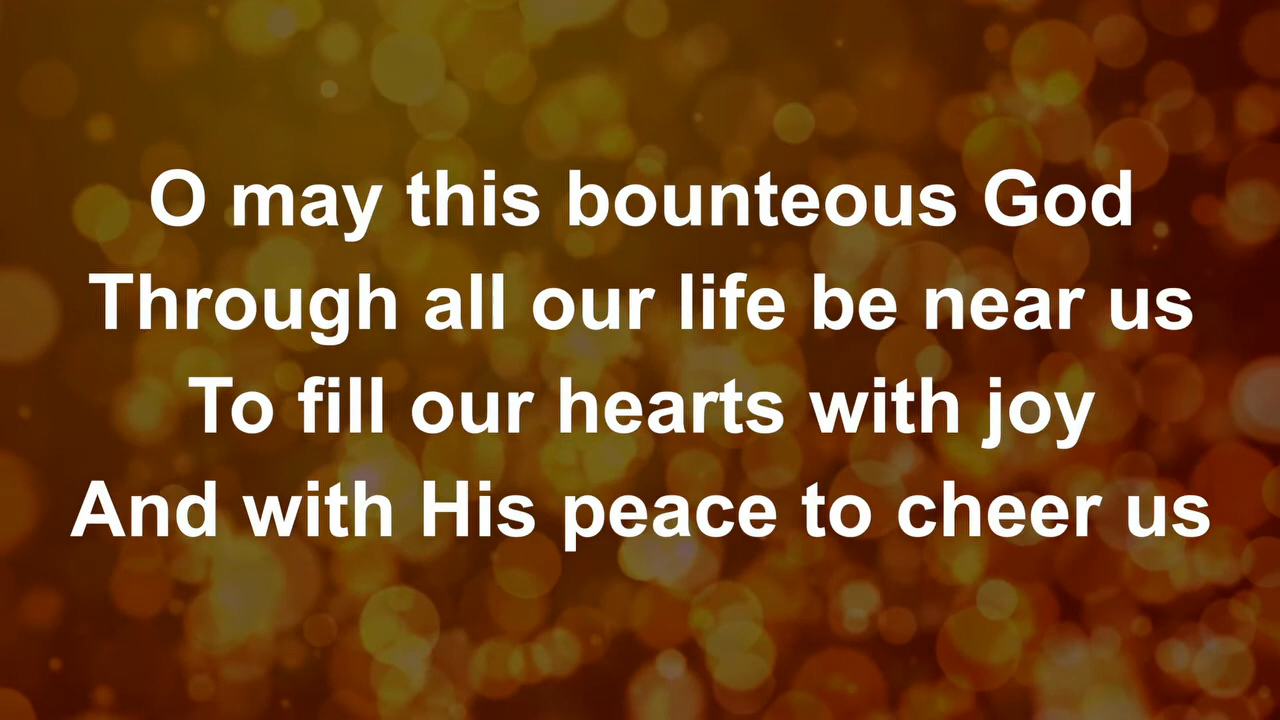 O may this bounteous God
Through all our life be near us
To fill our hearts with joy
And with His peace to cheer us